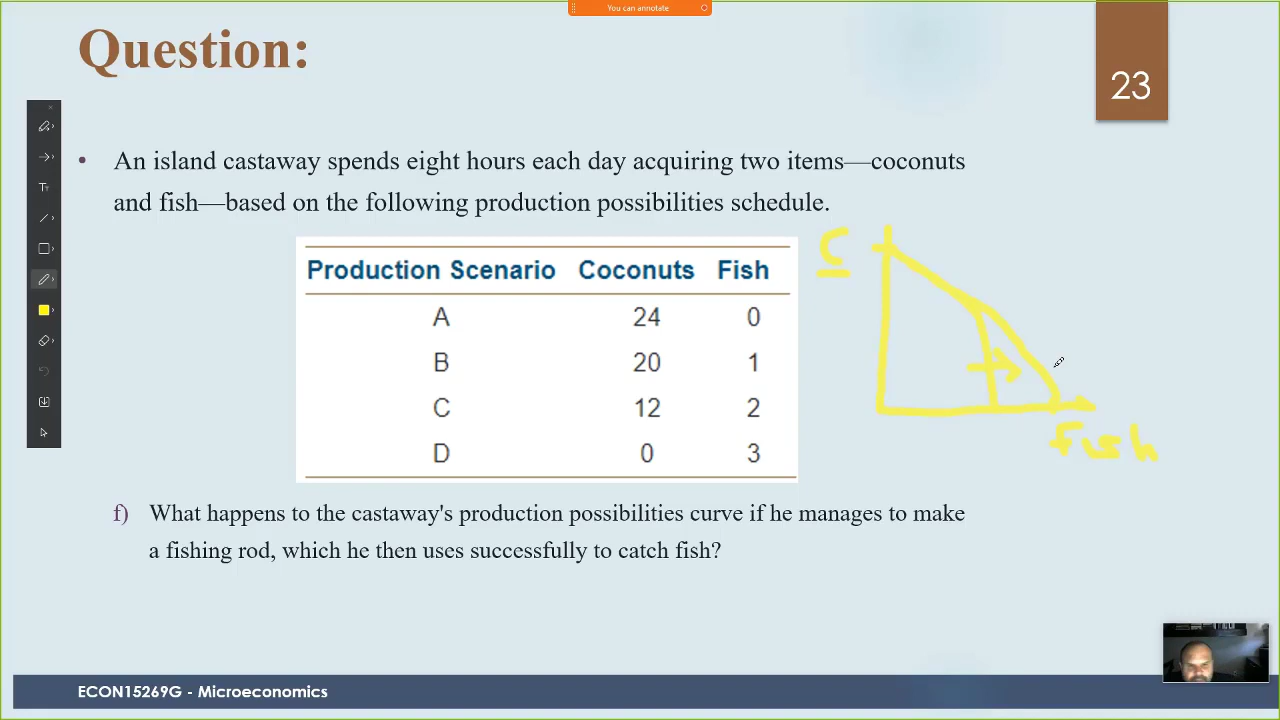 You can annotate
Question:
23
• An island castaway spends eight hours each day acquiring two items—coconuts
and fish—based on the following production possibilities schedule.
Production Scenario Coconuts Fish
A 24 0
B 20 1
C 12 2
D 0 3
C
Fish
f) What happens to the castaway's production possibilities curve if he manages to make
a fishing rod, which he then uses successfully to catch fish?
ECON15269G - Microeconomics